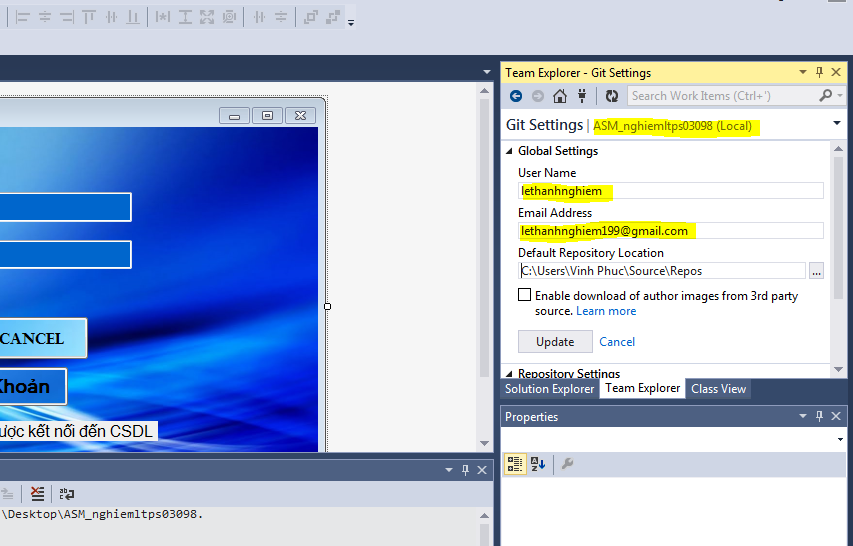 Team Explorer - Git Settings
Search Work Items (Ctrl+')
Git Settings | ASM_nghiemltps03098 (Local)
Global Settings
User Name
lethanhnghiem
Email Address
lethanhnghiem199@gmail.com
Default Repository Location
C:\Users\Vinh Phuc\Source\Repos
...
Enable download of author images from 3rd party
source. Learn more
Update Cancel
Repository Settings
Solution Explorer Team Explorer Class View
Properties
CANCEL
Khoản
ược kết nối đến CSDL
\Desktop\ASM_nghiemltps03098.